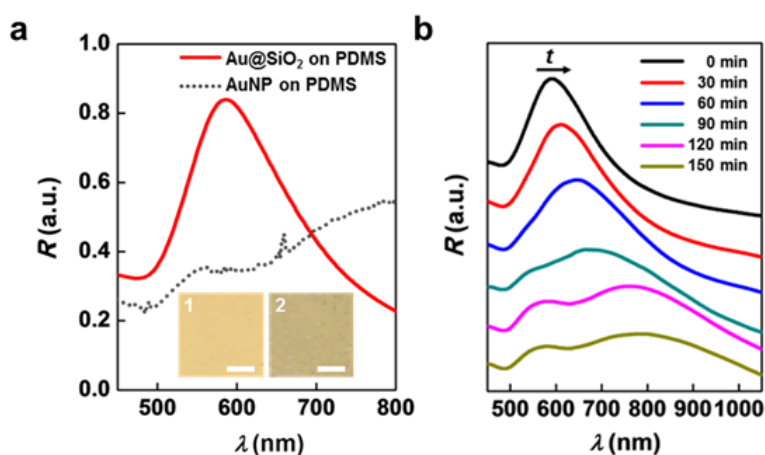 a
1.0
0.8
0.6
0.4
0.2
0.0
R (a.u.)
Au@SiO₂ on PDMS
AuNP on PDMS
1
2
500 600 700 800
λ (nm)
b
R (a.u.)
t
0 min
30 min
60 min
90 min
120 min
150 min
500 600 700 800 900 1000
λ (nm)